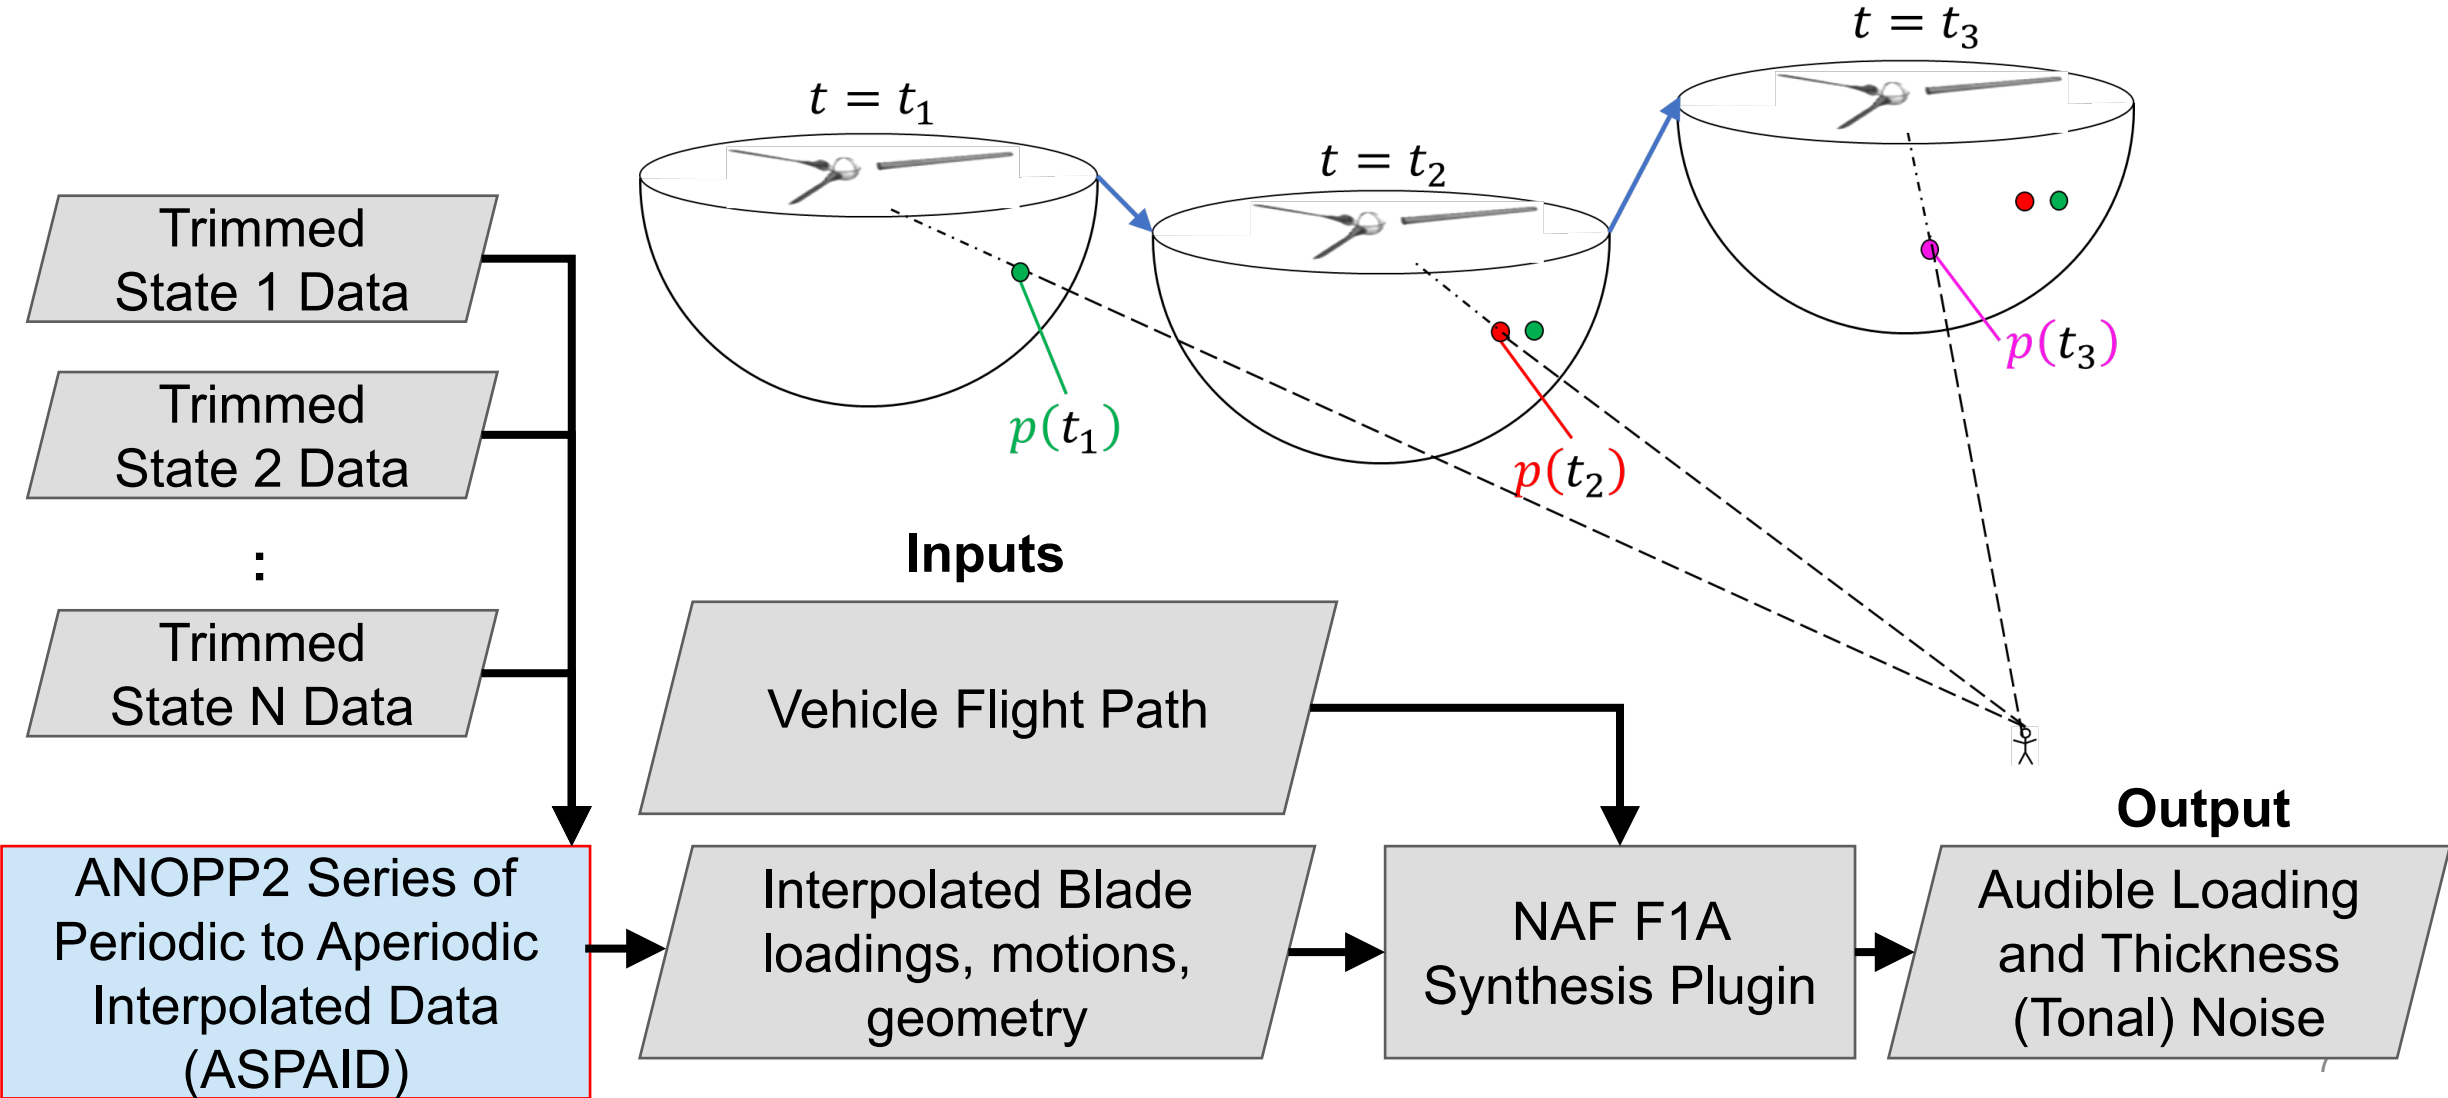 t = t₁
t = t₂
t = t₃
p(t₁)
p(t₂)
p(t₃)
Trimmed
State 1 Data
Trimmed
State 2 Data
:
Trimmed
State N Data
Inputs
Vehicle Flight Path
Output
ANOPP2 Series of
Periodic to Aperiodic
Interpolated Data
(ASPAID)
Interpolated Blade
loadings, motions,
geometry
NAF F1A
Synthesis Plugin
Audible Loading
and Thickness
(Tonal) Noise